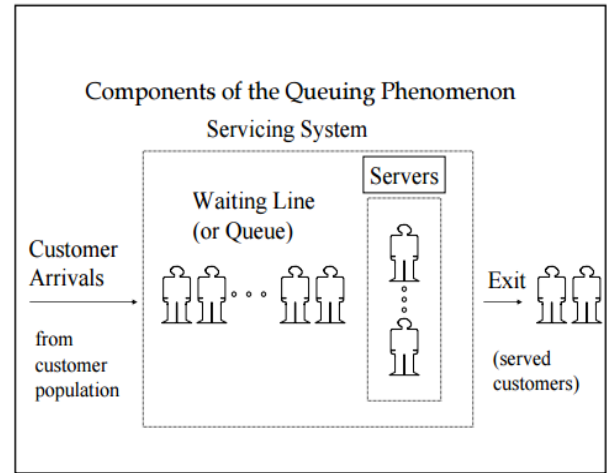 Components of the Queuing Phenomenon
Servicing System
Servers
Waiting Line
(or Queue)
Customer
Arrivals
Exit
from
customer
population
(served
customers)